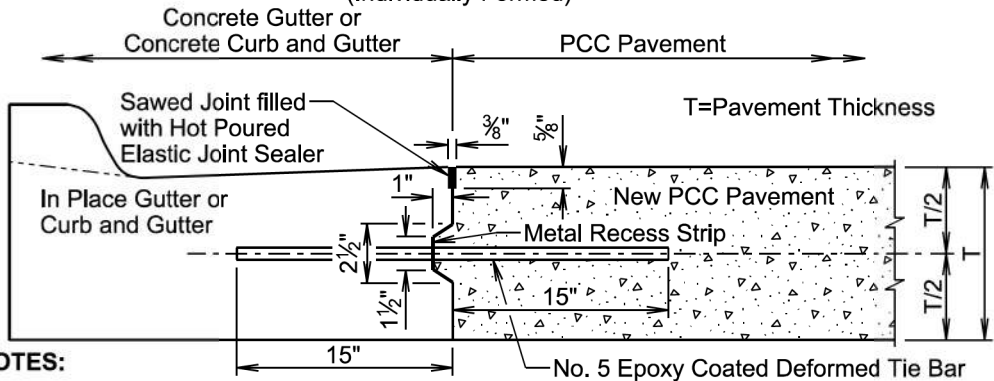 Concrete Gutter or
Concrete Curb and Gutter
PCC Pavement
Sawed Joint filled
with Hot Poured
Elastic Joint Sealer
3/8"
5/8"
T=Pavement Thickness
In Place Gutter or
Curb and Gutter
1"
New PCC Pavement
Metal Recess Strip
2½"
1½"
15"
T/2
T
T/2
15"
No. 5 Epoxy Coated Deformed Tie Bar